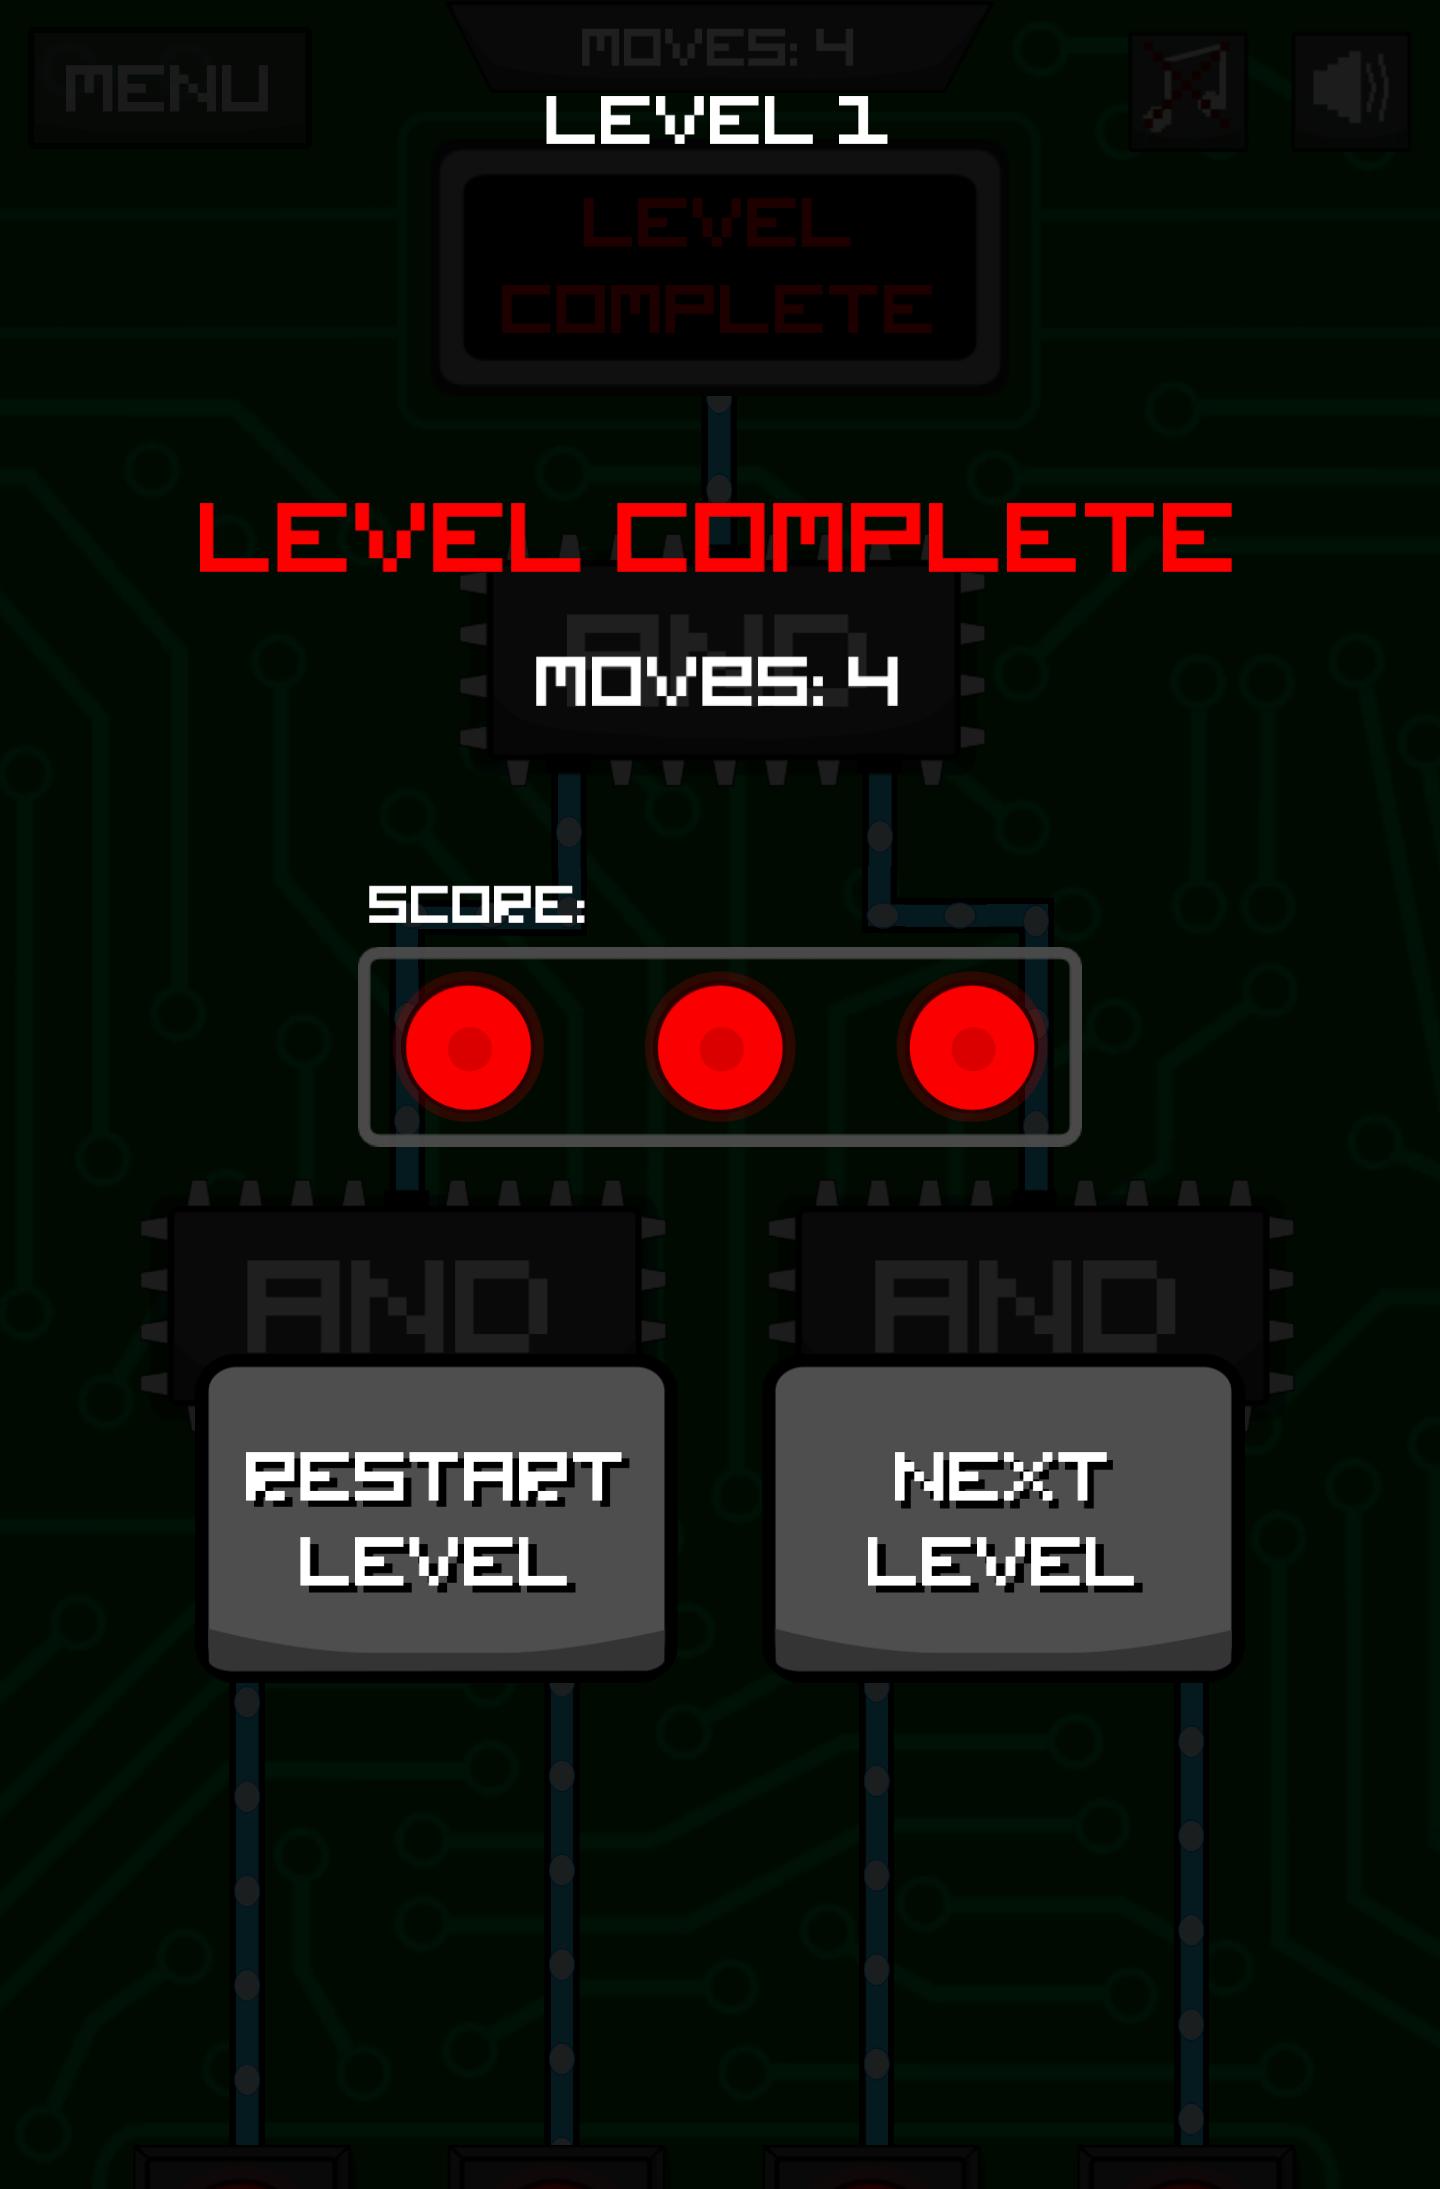 MOVES: 4
MENU
LEVEL 1
LEVEL
COMPLETE
LEVEL COMPLETE
AND
MOVES: 4
SCORE:
AND AND
RESTART
LEVEL
NEXT
LEVEL